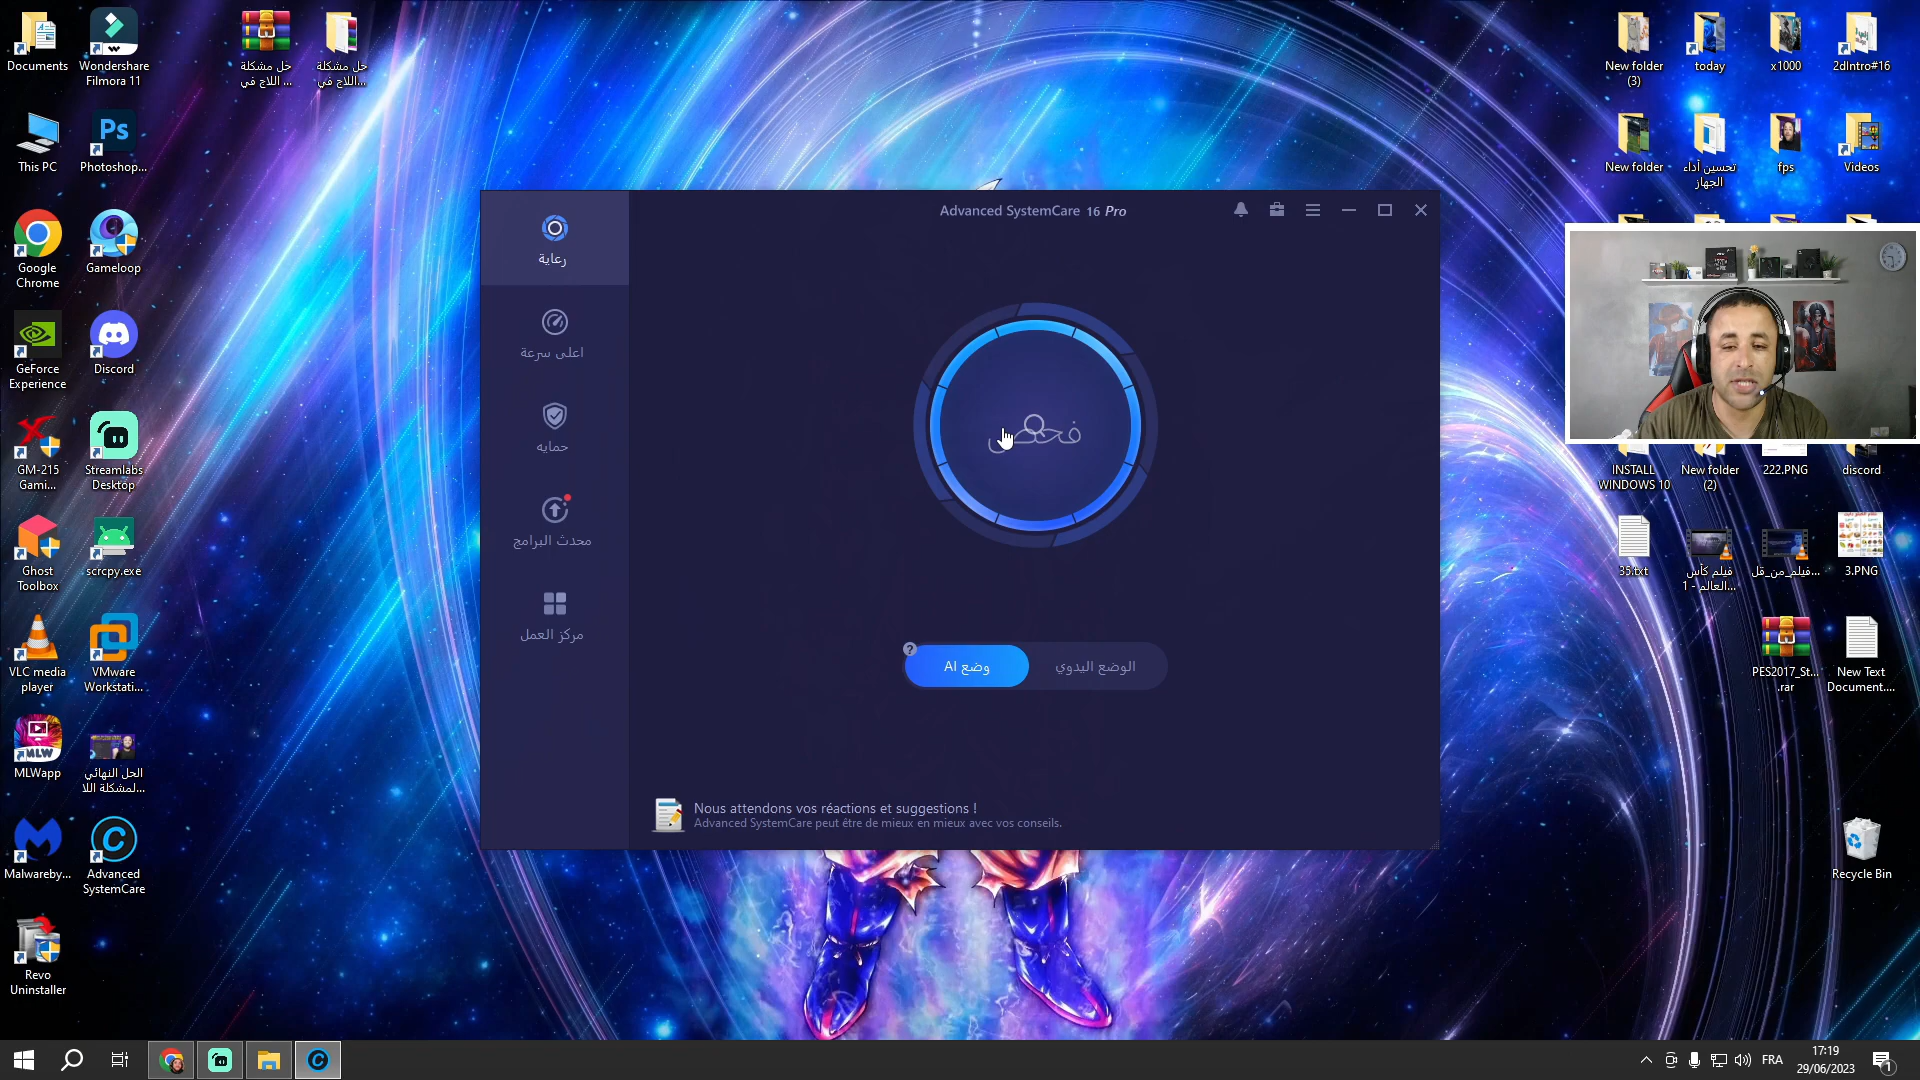 Documents
Wondershare
Filmora 11
حل مشكلة
اللاج في ...
حل مشكلة
اللاج في...
This PC
Photoshop...
Google
Chrome
Gameloop
GeForce
Experience
Discord
GM-215
Gami...
Streamlabs
Desktop
Ghost
Toolbox
scrcpy.exe
VLC media
player
VMware
Workstati...
MLWapp
MLW
الحل النهائي
لمشكلة اللا...
Malwareby...
Advanced
SystemCare
Revo
Uninstaller
Ps
Advanced SystemCare 16 Pro
رعاية
اعلى سرعة
حمايه
محدث البرامج
مركز العمل
فحص
?
وضع AI
الوضع اليدوي
Nous attendons vos réactions et suggestions !
Advanced SystemCare peut être de mieux en mieux avec vos conseils.
New folder
(3)
today
x1000
2dIntro#16
New folder
تحسين أداء
الجهاز
fps
Videos
INSTALL
WINDOWS 10
New folder
(2)
222.PNG
discord
35.txt
فيلم كأس
العالم - 1...
فيلم_من_قل...
3.PNG
PES2017_St...
.rar
New Text
Document....
Recycle Bin
FRA
17:19
29/06/2023
1